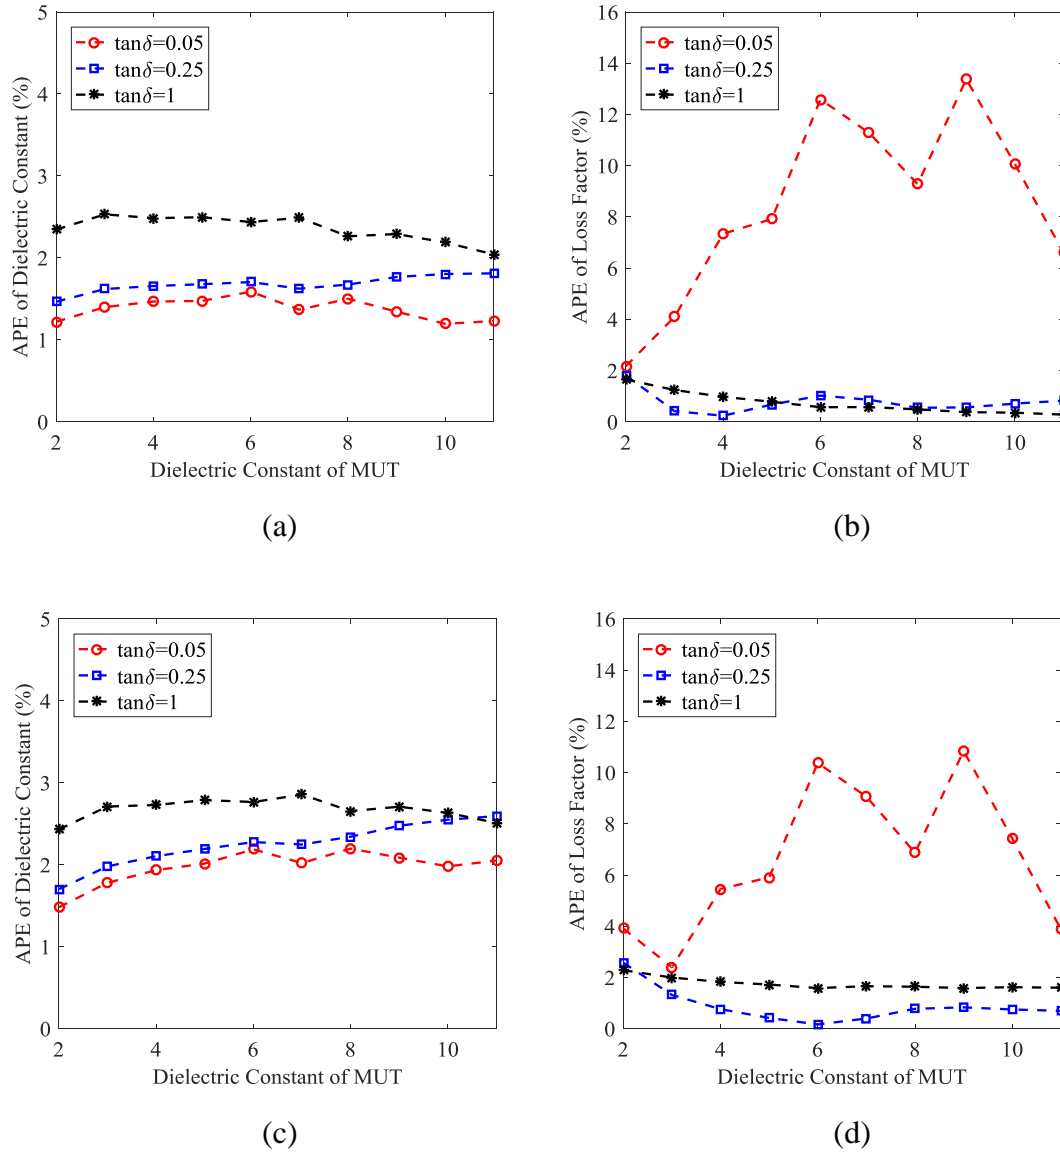 5
4
3
2
1
0
APE of Dielectric Constant (%)
tanδ=0.05
tanδ=0.25
tanδ=1
2 4 6 8 10
Dielectric Constant of MUT
(a)
16
14
12
10
8
6
4
2
0
APE of Loss Factor (%)
tanδ=0.05
tanδ=0.25
tanδ=1
2 4 6 8 10
Dielectric Constant of MUT
(b)
5
4
3
2
1
0
APE of Dielectric Constant (%)
tanδ=0.05
tanδ=0.25
tanδ=1
2 4 6 8 10
Dielectric Constant of MUT
(c)
16
14
12
10
8
6
4
2
0
APE of Loss Factor (%)
tanδ=0.05
tanδ=0.25
tanδ=1
2 4 6 8 10
Dielectric Constant of MUT
(d)